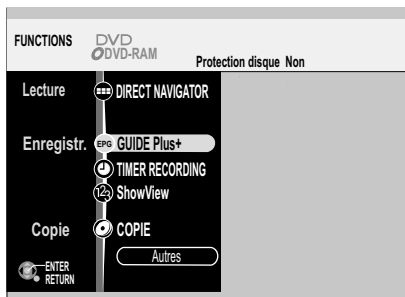 FUNCTIONS
DVD
DVD-RAM
Protection disque Non
Lecture
DIRECT NAVIGATOR
Enregistr.
EPG GUIDE Plus+
TIMER RECORDING
123 ShowView
Copie
COPIE
Autres
ENTER
RETURN